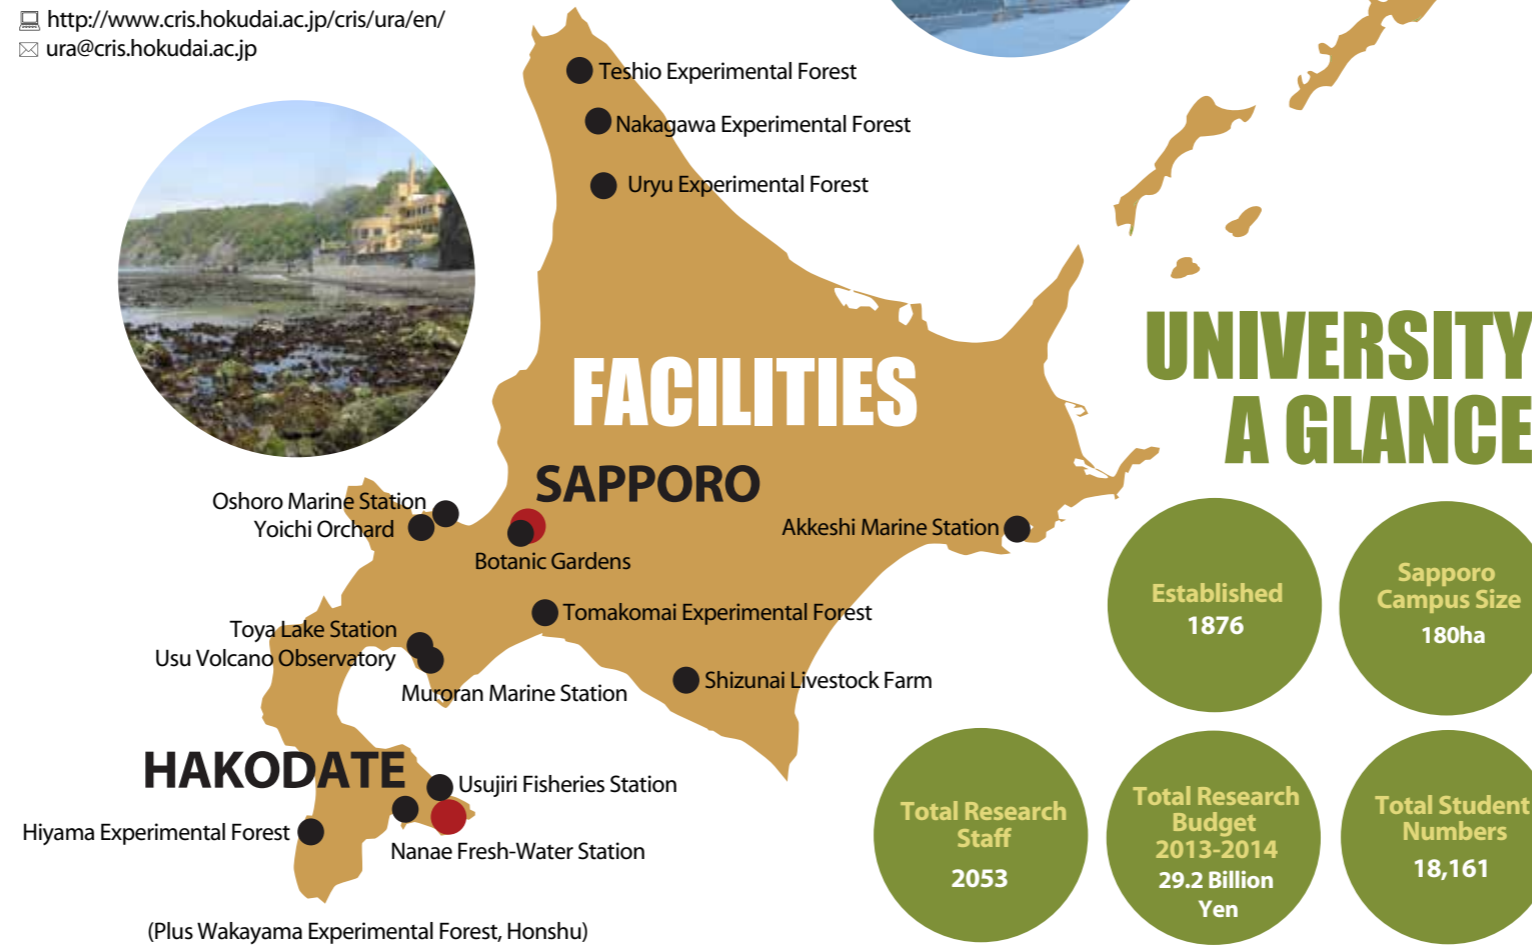 http://www.cris.hokudai.ac.jp/cris/ura/en/
ura@cris.hokudai.ac.jp
Teshio Experimental Forest
Nakagawa Experimental Forest
Uryu Experimental Forest
FACILITIES
SAPPORO
Oshoro Marine Station
Yoichi Orchard
Botanic Gardens
Akkeshi Marine Station
Tomakomai Experimental Forest
Toya Lake Station
Usu Volcano Observatory
Muroran Marine Station
Shizunai Livestock Farm
HAKODATE
Usujiri Fisheries Station
Hiyama Experimental Forest
Nanae Fresh-Water Station
(Plus Wakayama Experimental Forest, Honshu)
UNIVERSITY
A GLANCE
Established
1876
Sapporo
Campus Size
180ha
Total Research
Staff
2053
Total Research
Budget
2013-2014
29.2 Billion
Yen
Total Student
Numbers
18,161